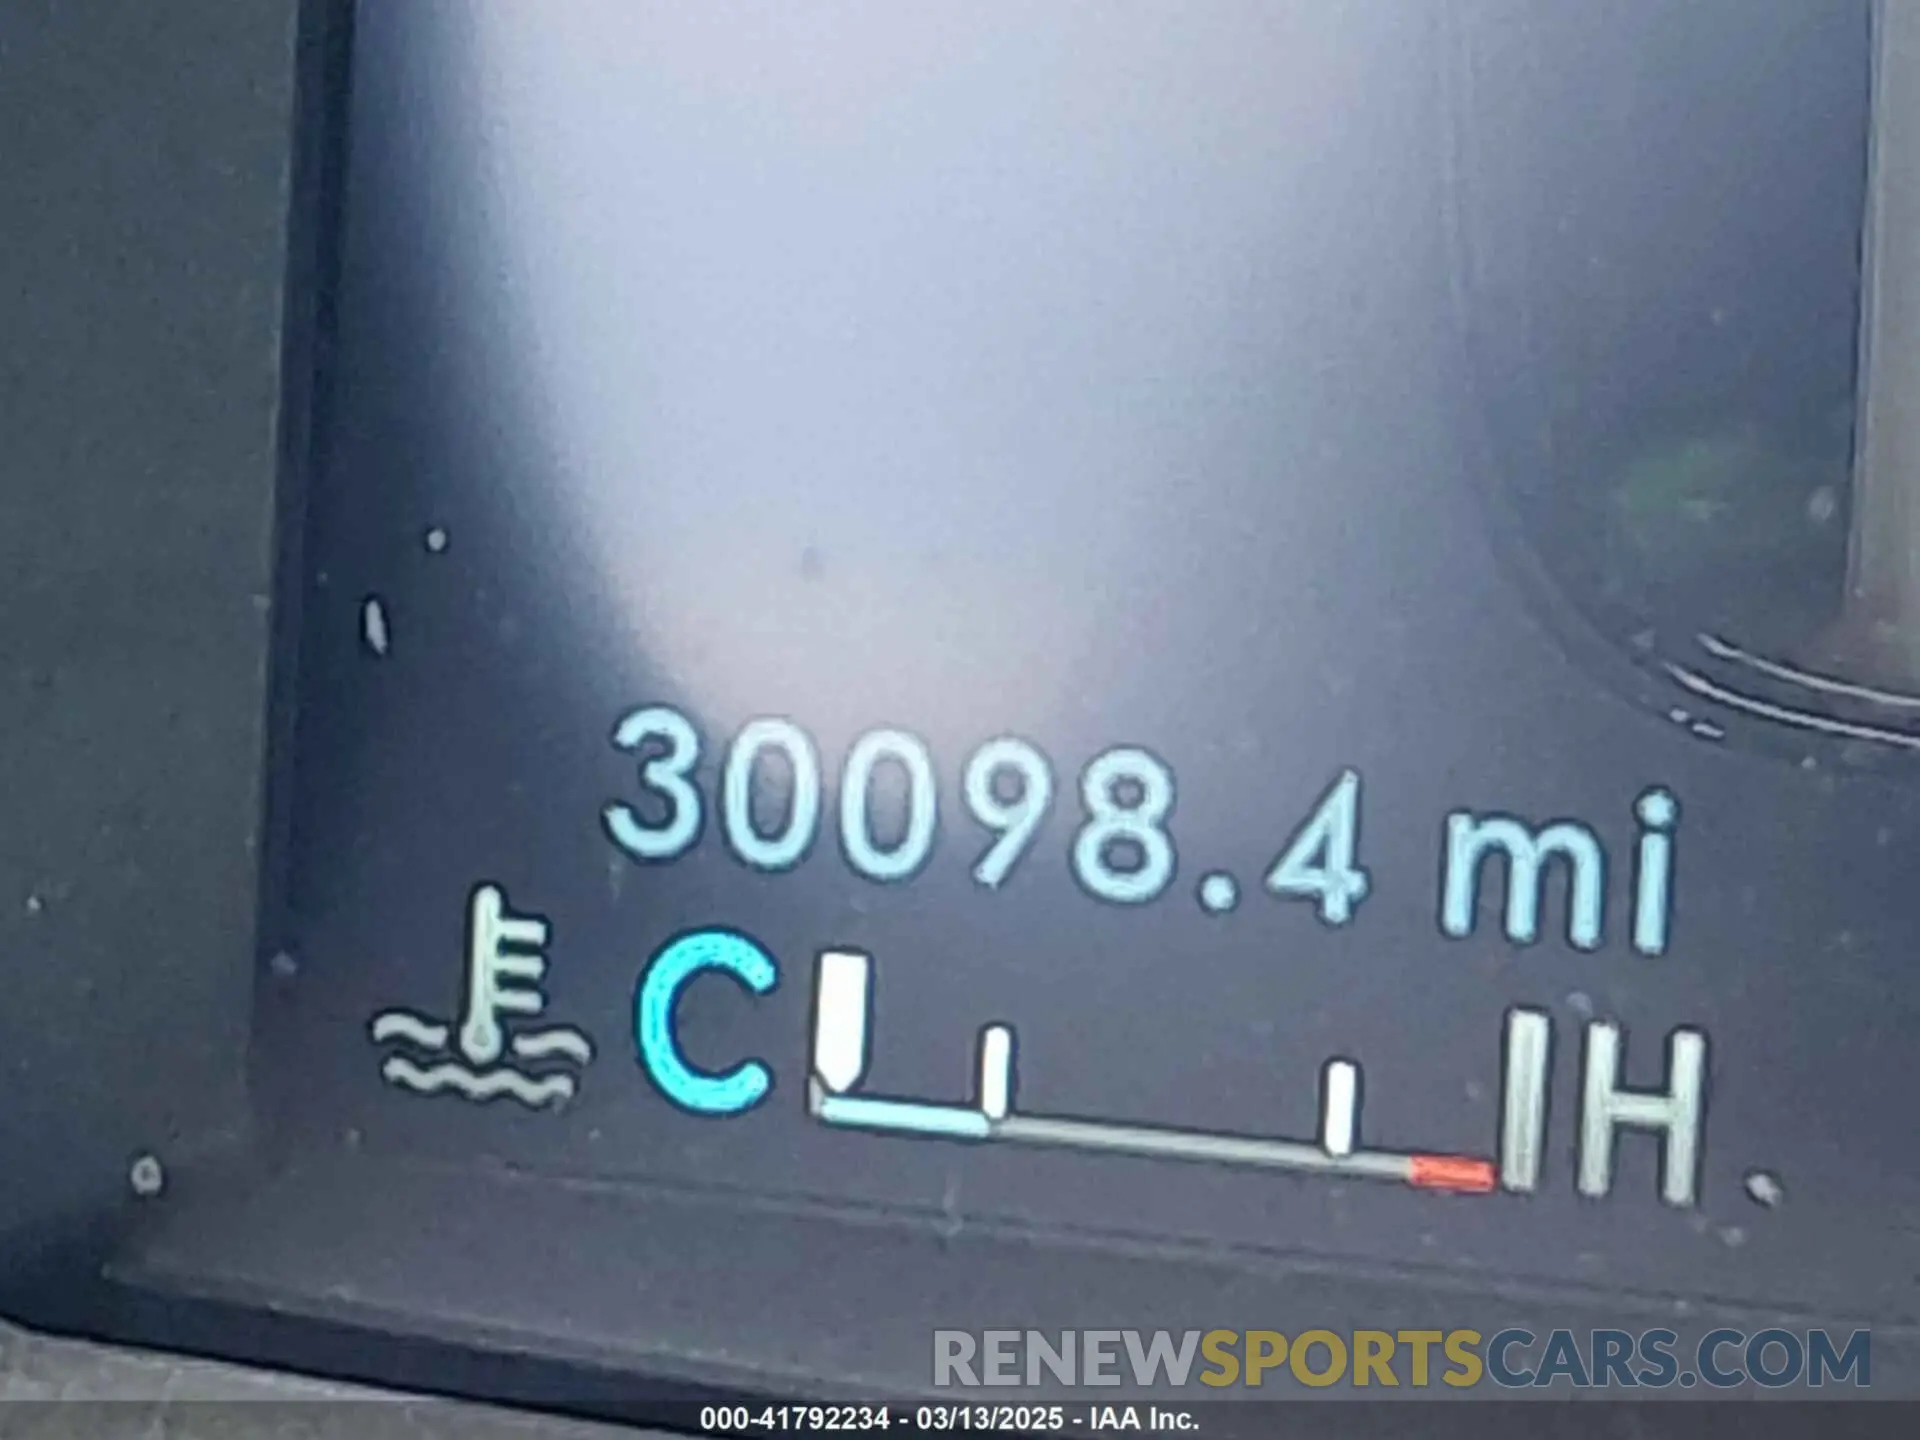 30098.4 mi
C H
RENEWSPORTSCARS.COM
000-41792234 - 03/13/2025 - IAA Inc.